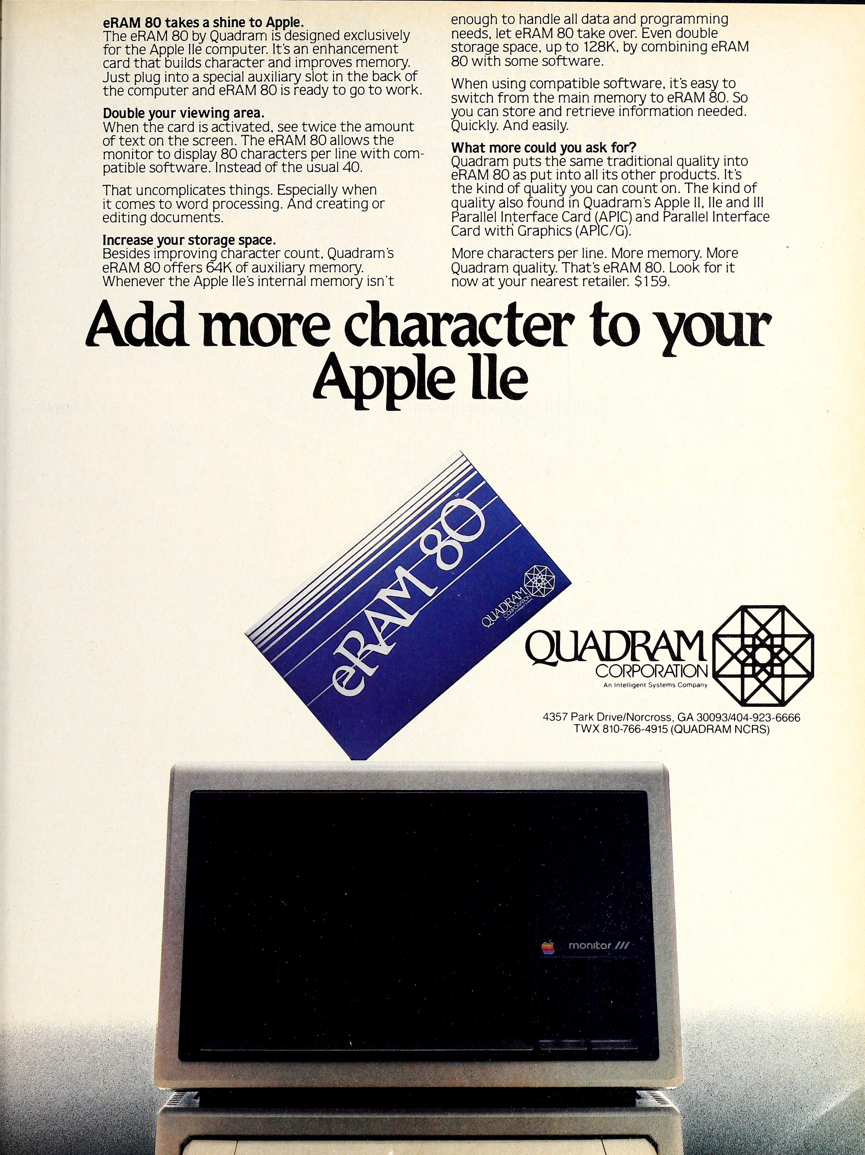 eRAM 80 takes a shine to Apple.
The eRAM 80 by Quadram is designed exclusively
for the Apple IIe computer. It's an enhancement
card that builds character and improves memory.
Just plug into a special auxiliary slot in the back of
the computer and eRAM 80 is ready to go to work.
Double your viewing area.
When the card is activated, see twice the amount
of text on the screen. The eRAM 80 allows the
monitor to display 80 characters per line with com-
patible software. Instead of the usual 40.
That uncomplicates things. Especially when
it comes to word processing. And creating or
editing documents.
Increase your storage space.
Besides improving character count, Quadram's
eRAM 80 offers 64K of auxiliary memory.
Whenever the Apple IIe's internal memory isn't
enough to handle all data and programming
needs, let eRAM 80 take over. Even double
storage space, up to 128K, by combining eRAM
80 with some software.
When using compatible software, it's easy to
switch from the main memory to eRAM 80. So
you can store and retrieve information needed.
Quickly. And easily.
What more could you ask for?
Quadram puts the same traditional quality into
eRAM 80 as put into all its other products. It's
the kind of quality you can count on. The kind of
quality also found in Quadram's Apple II, IIe and III
Parallel Interface Card (APIC) and Parallel Interface
Card with Graphics (APIC/G).
More characters per line. More memory. More
Quadram quality. That's eRAM 80. Look for it
now at your nearest retailer. $159.
Add more character to your
Apple IIe
eRAM 80
QUADRAM
CORPORATION
QUADRAM
CORPORATION
An Intelligent Systems Company
4357 Park Drive/Norcross, GA 30093/404-923-6666
TWX 810-766-4915 (QUADRAM NCRS)
monitor ///